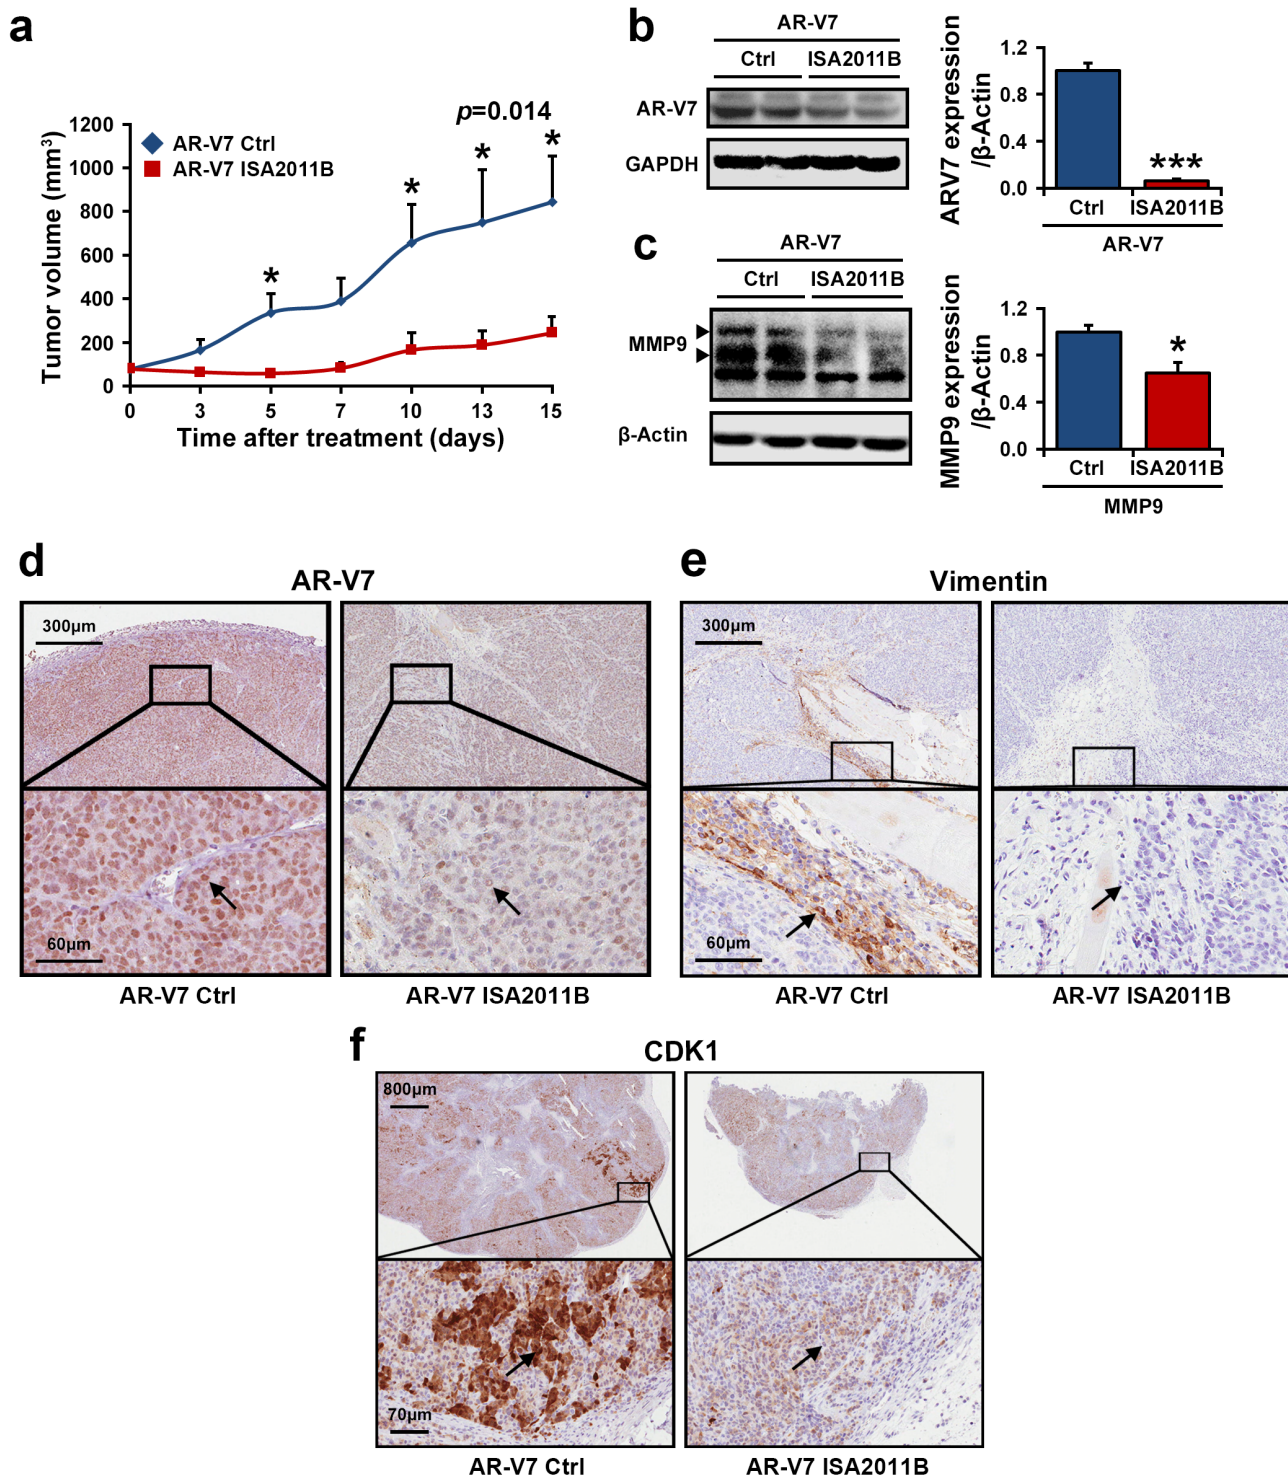 a
p=0.014
Tumor volume (mm³)
1200
1000
800
600
400
200
0
AR-V7 Ctrl
AR-V7 ISA2011B
*
*
*
*
0 3 5 7 10 13 15
Time after treatment (days)
b
AR-V7
Ctrl ISA2011B
AR-V7
GAPDH
ARV7 expression
/β-Actin
1.2
0.8
0.4
0.0
***
Ctrl ISA2011B
AR-V7
c
AR-V7
Ctrl ISA2011B
MMP9
β-Actin
MMP9 expression
/β-Actin
1.2
0.8
0.4
0.0
*
Ctrl ISA2011B
MMP9
d
AR-V7
300μm
60μm
AR-V7 Ctrl
AR-V7 ISA2011B
e
Vimentin
300μm
60μm
AR-V7 Ctrl
AR-V7 ISA2011B
f
CDK1
800μm
70μm
AR-V7 Ctrl
AR-V7 ISA2011B